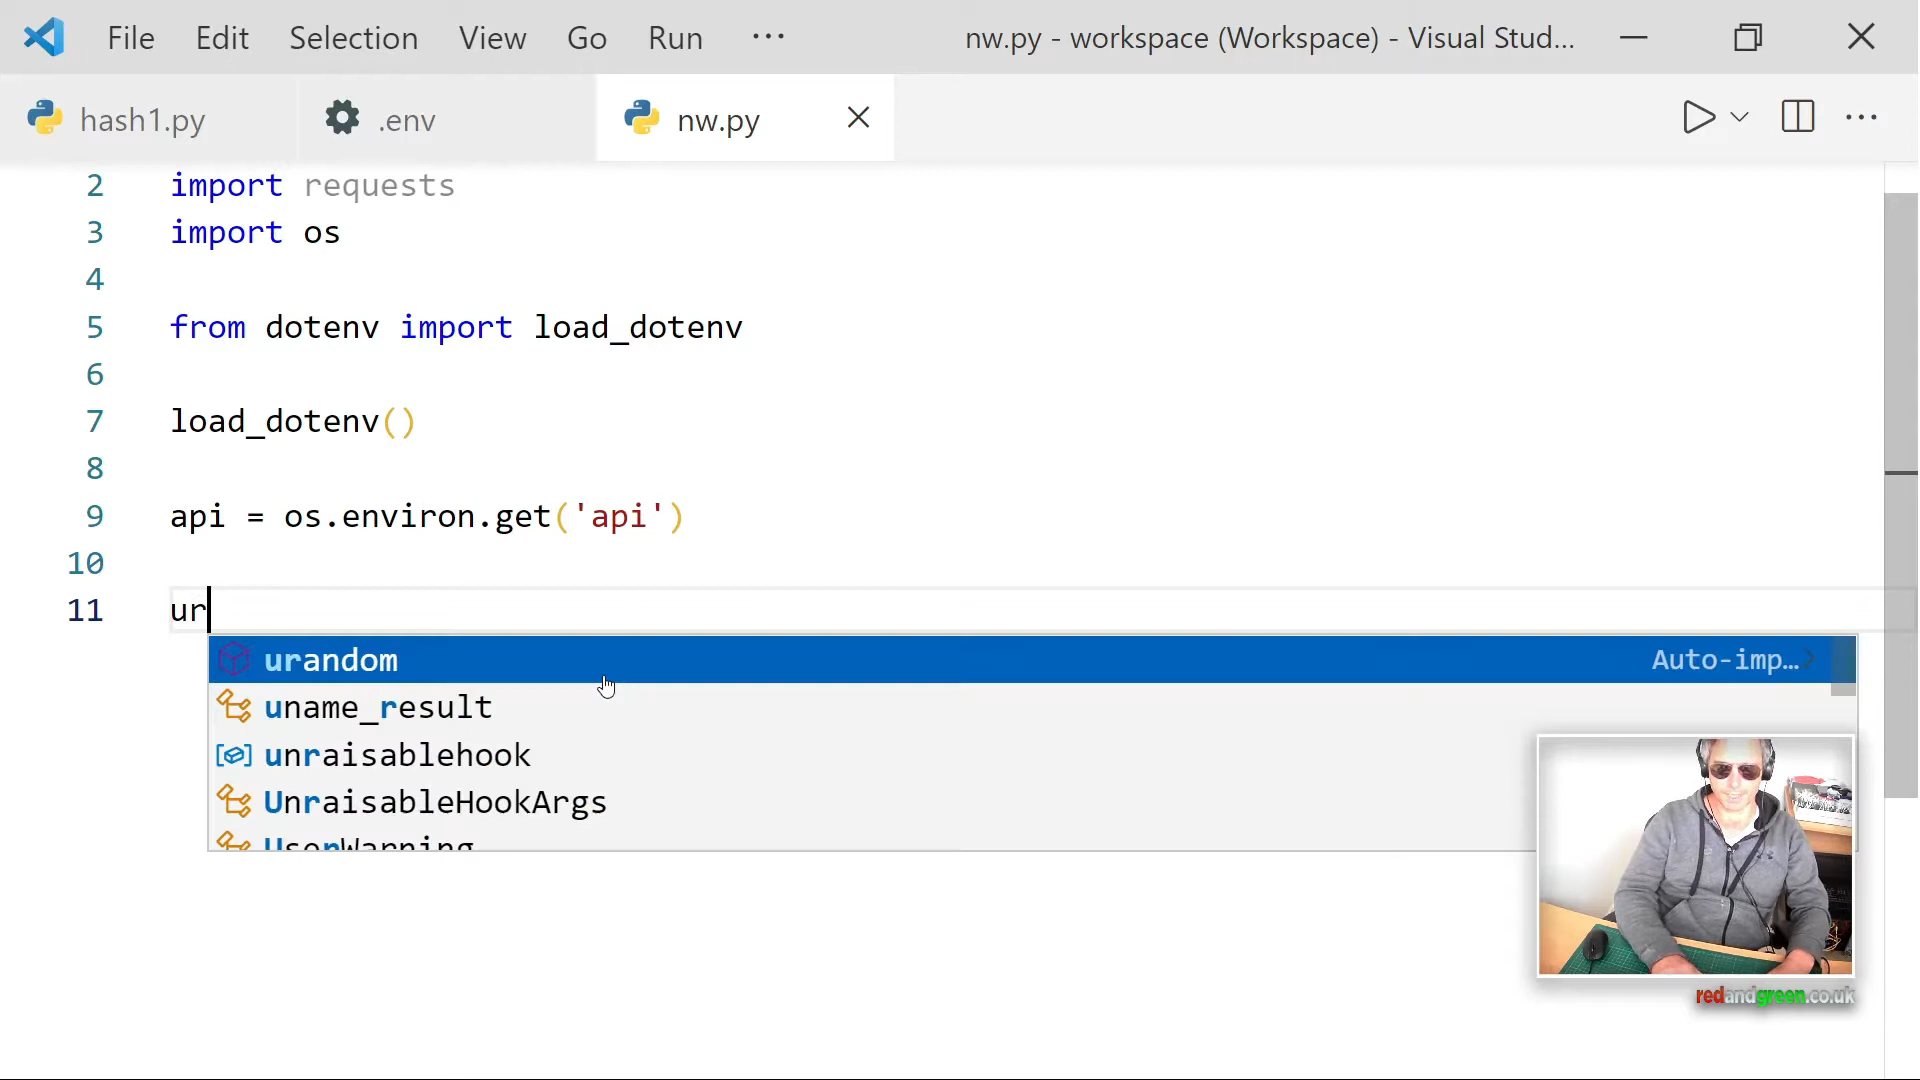 File Edit Selection View Go Run ··· nw.py - workspace (Workspace) - Visual Stud...
hash1.py .env nw.py
2 import requests
3 import os
4
5 from dotenv import load_dotenv
6
7 load_dotenv()
8
9 api = os.environ.get('api')
10
11 ur
urandom Auto-imp...
uname_result
unraisablehook
UnraisableHookArgs
UserWarning
redandgreen.co.uk